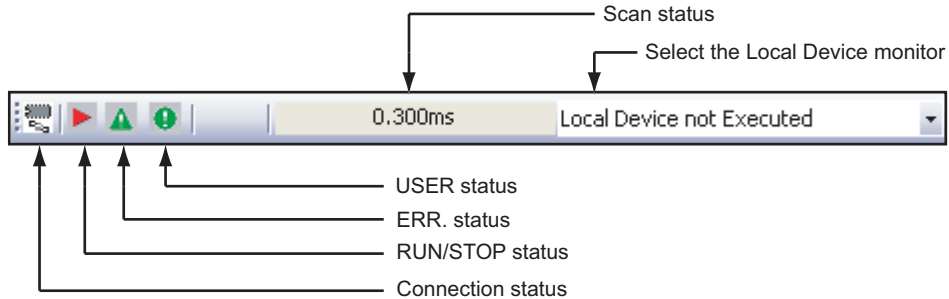 Scan status
Select the Local Device monitor
0.300ms Local Device not Executed
USER status
ERR. status
RUN/STOP status
Connection status